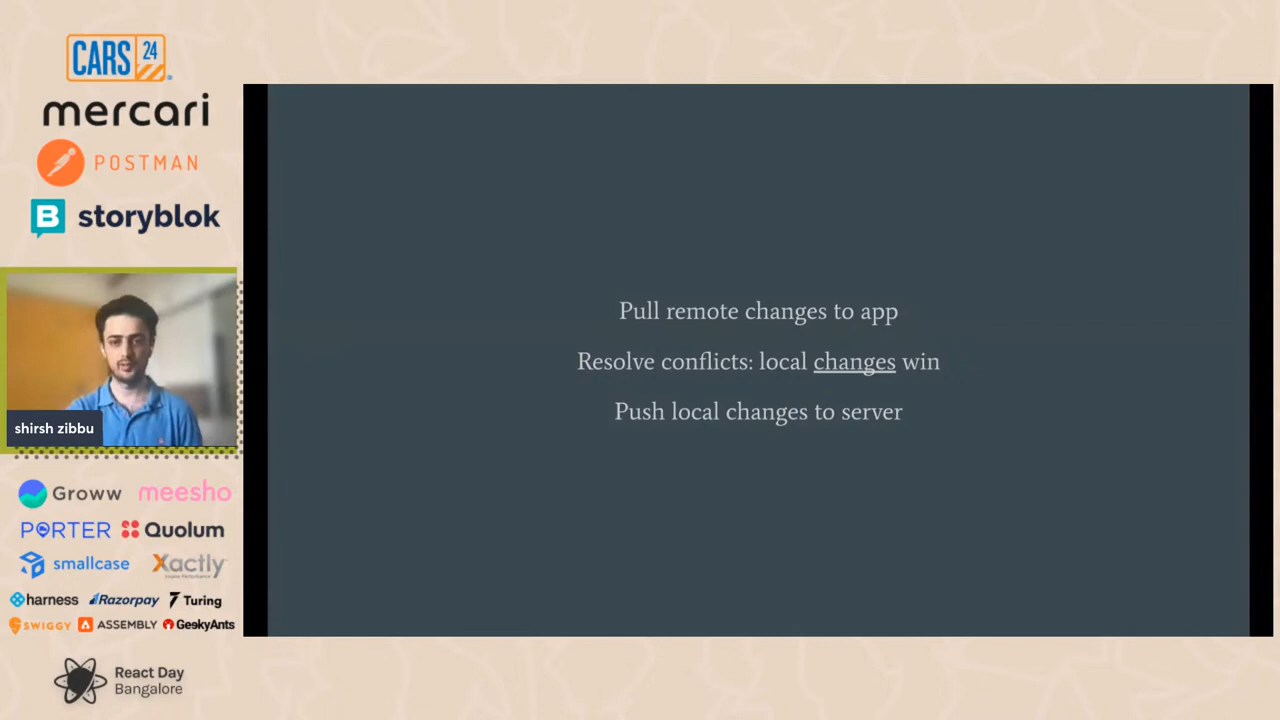 CARS 24
mercari
POSTMAN
B storyblok
shirsh zibbu
Groww meesho
PORTER Quolum
smallcase Xactly
harness Razorpay Turing
SWIGGY ASSEMBLY GeekyAnts
React Day
Bangalore
Pull remote changes to app
Resolve conflicts: local changes win
Push local changes to server